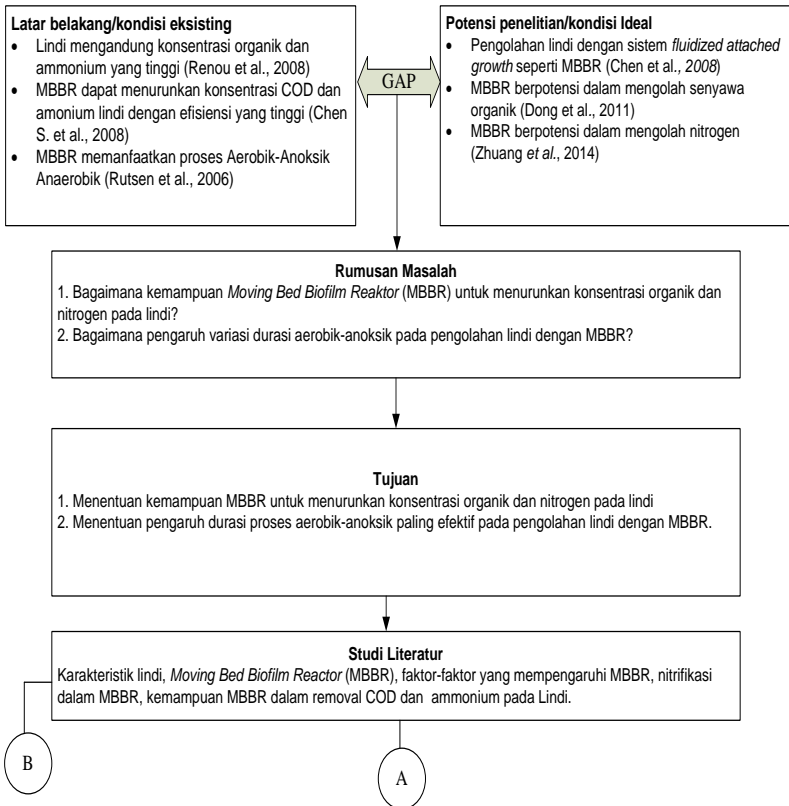 Latar belakang/kondisi eksisting
• Lindi mengandung konsentrasi organik dan
ammonium yang tinggi (Renou et al., 2008)
• MBBR dapat menurunkan konsentrasi COD dan
amonium lindi dengan efisiensi yang tinggi (Chen
S. et al., 2008)
• MBBR memanfaatkan proses Aerobik-Anoksik
Anaerobik (Rutsen et al., 2006)
GAP
Potensi penelitian/kondisi Ideal
• Pengolahan lindi dengan sistem fluidized attached
growth seperti MBBR (Chen et al., 2008)
• MBBR berpotensi dalam mengolah senyawa
organik (Dong et al., 2011)
• MBBR berpotensi dalam mengolah nitrogen
(Zhuang et al., 2014)
Rumusan Masalah
1. Bagaimana kemampuan Moving Bed Biofilm Reaktor (MBBR) untuk menurunkan konsentrasi organik dan
nitrogen pada lindi?
2. Bagaimana pengaruh variasi durasi aerobik-anoksik pada pengolahan lindi dengan MBBR?
Tujuan
1. Menentuan kemampuan MBBR untuk menurunkan konsentrasi organik dan nitrogen pada lindi
2. Menentuan pengaruh durasi proses aerobik-anoksik paling efektif pada pengolahan lindi dengan MBBR.
Studi Literatur
Karakteristik lindi, Moving Bed Biofilm Reactor (MBBR), faktor-faktor yang mempengaruhi MBBR, nitrifikasi
dalam MBBR, kemampuan MBBR dalam removal COD dan ammonium pada Lindi.
B
A